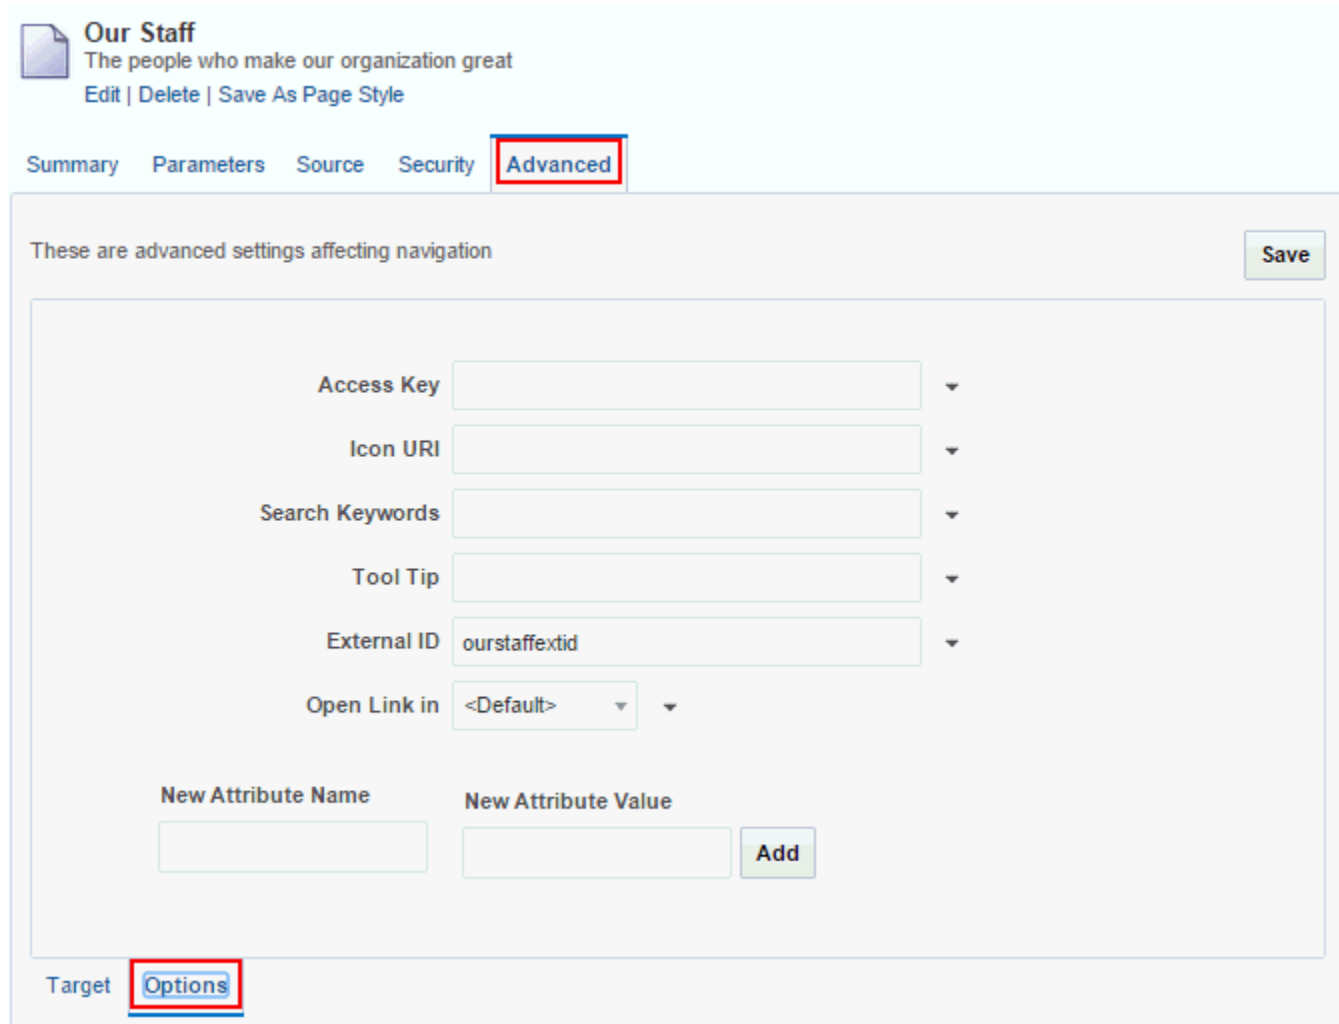 Our Staff
The people who make our organization great
Edit | Delete | Save As Page Style
Summary Parameters Source Security Advanced
These are advanced settings affecting navigation
Save
Access Key
Icon URI
Search Keywords
Tool Tip
External ID ourstaffextid
Open Link in <Default>
New Attribute Name New Attribute Value
Add
Target Options